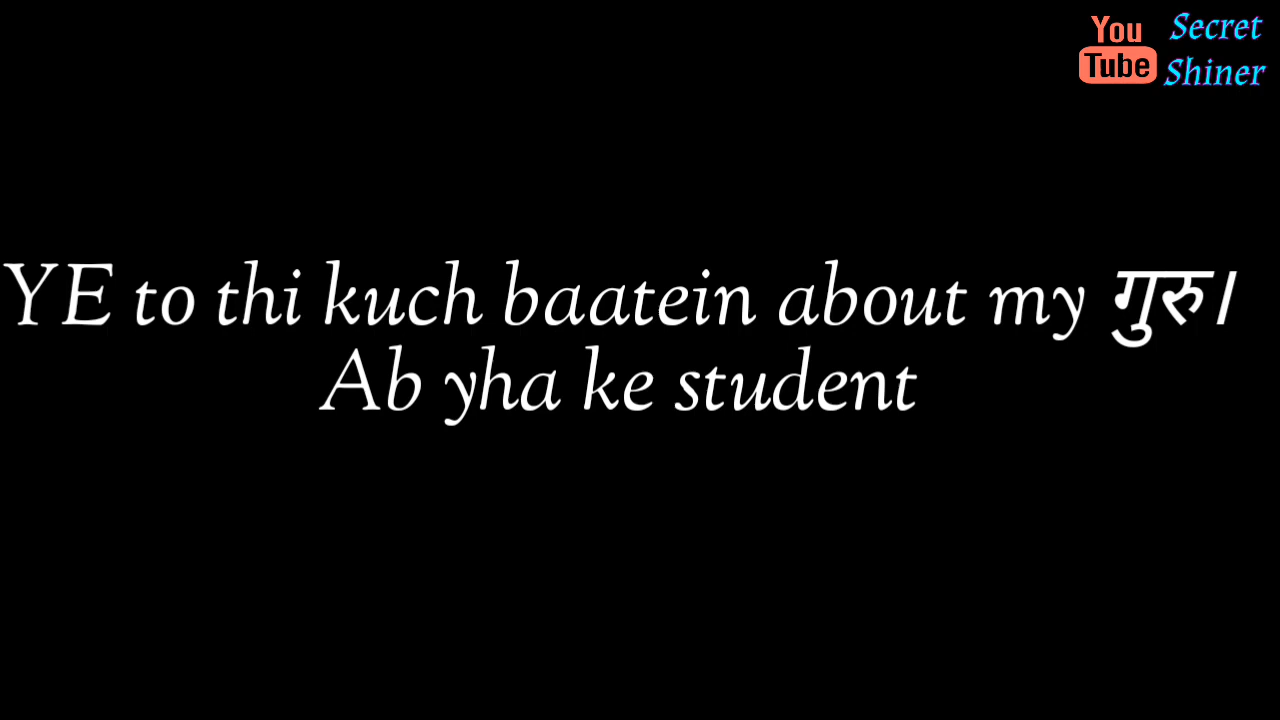 You
Tube
Secret
Shiner
YE to thi kuch baatein about my गुरु।
Ab yha ke student